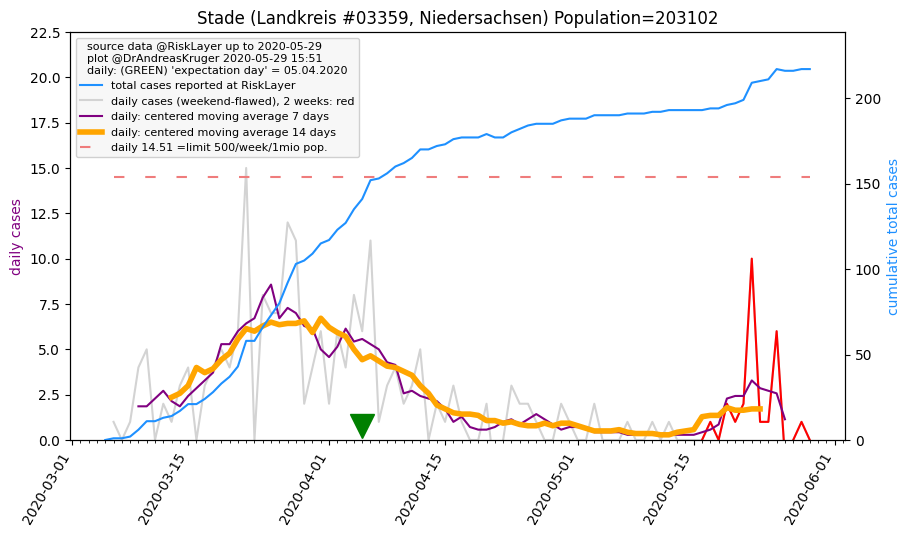 Stade (Landkreis #03359, Niedersachsen) Population=203102
source data @RiskLayer up to 2020-05-29
plot @DrAndreasKruger 2020-05-29 15:51
daily: (GREEN) 'expectation day' = 05.04.2020
total cases reported at RiskLayer
daily cases (weekend-flawed), 2 weeks: red
daily: centered moving average 7 days
daily: centered moving average 14 days
daily 14.51 =limit 500/week/1mio pop.
daily cases
22.5
20.0
17.5
15.0
12.5
10.0
7.5
5.0
2.5
0.0
cumulative total cases
200
150
100
50
0
2020-03-01
2020-03-15
2020-04-01
2020-04-15
2020-05-01
2020-05-15
2020-06-01